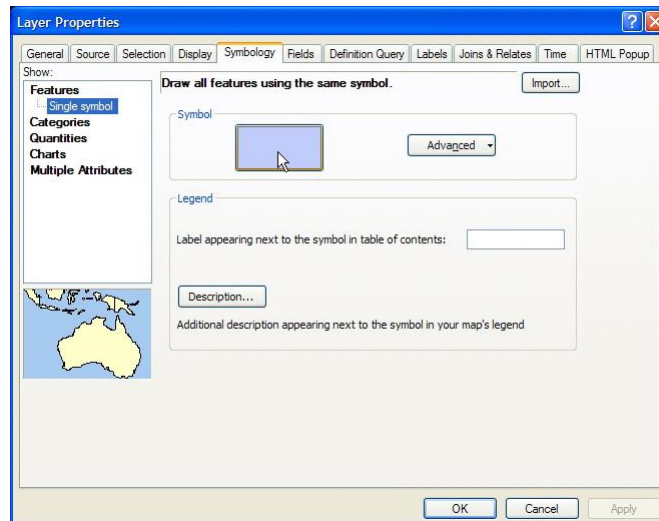 Layer Properties
General Source Selection Display Symbology Fields Definition Query Labels Joins & Relates Time HTML Popup
Show:
Features
Single symbol
Categories
Quantities
Charts
Multiple Attributes
Draw all features using the same symbol.
Import...
Symbol
Advanced
Legend
Label appearing next to the symbol in table of contents:
Description...
Additional description appearing next to the symbol in your map's legend
OK Cancel Apply